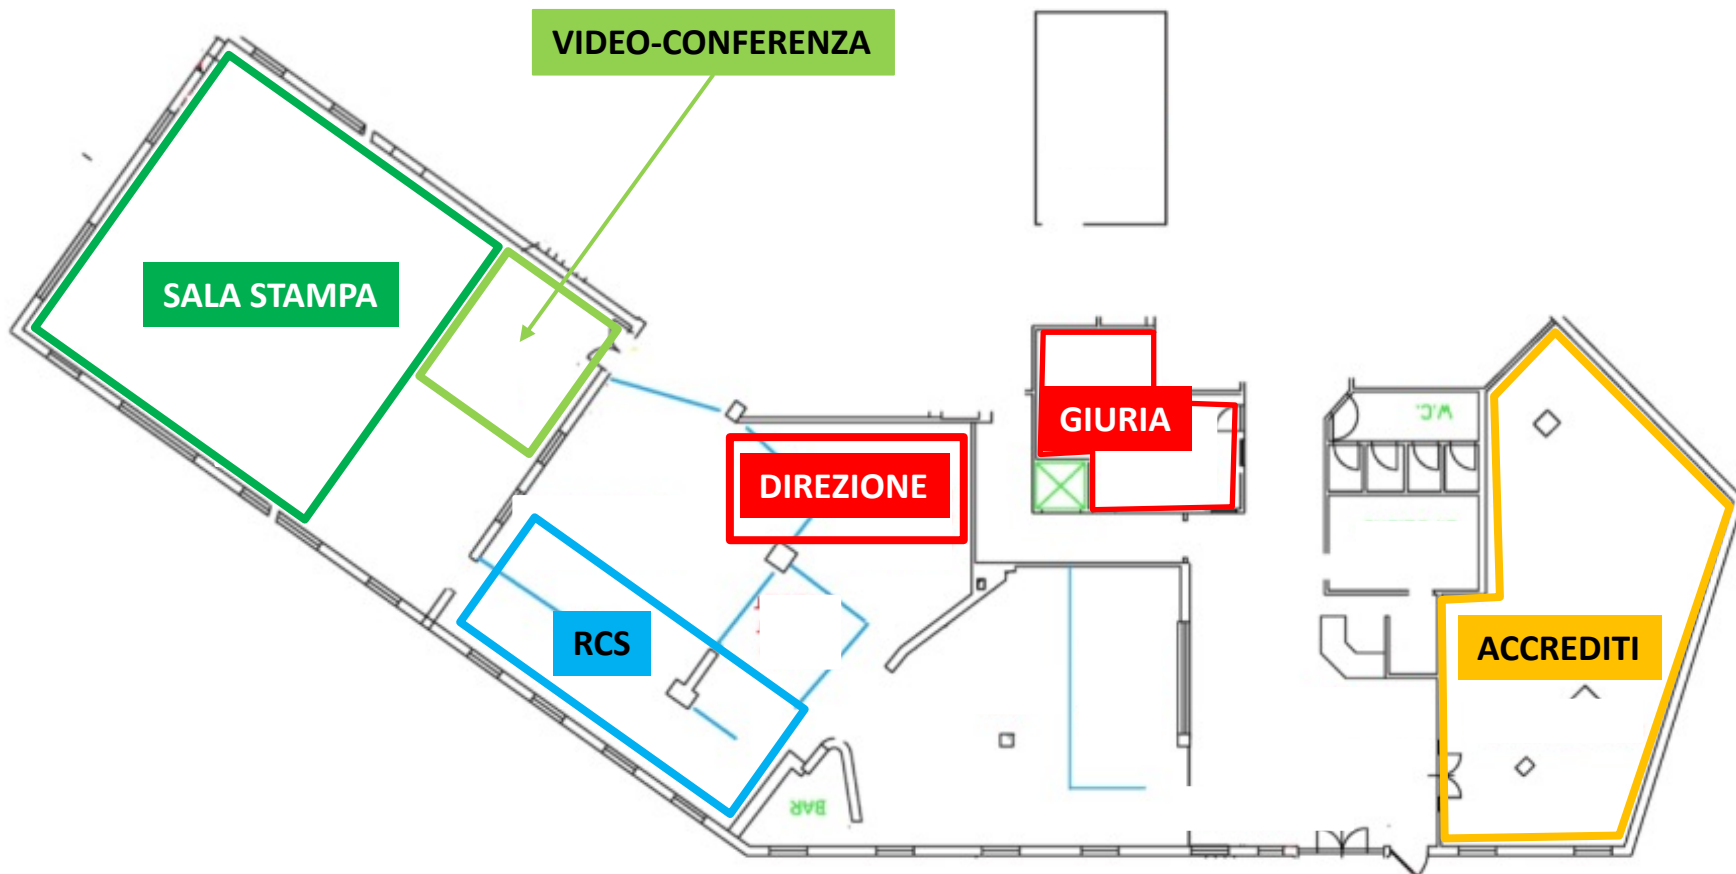 VIDEO-CONFERENZA
SALA STAMPA
GIURIA
W.C.
DIREZIONE
RCS
ACCREDITI
BAR